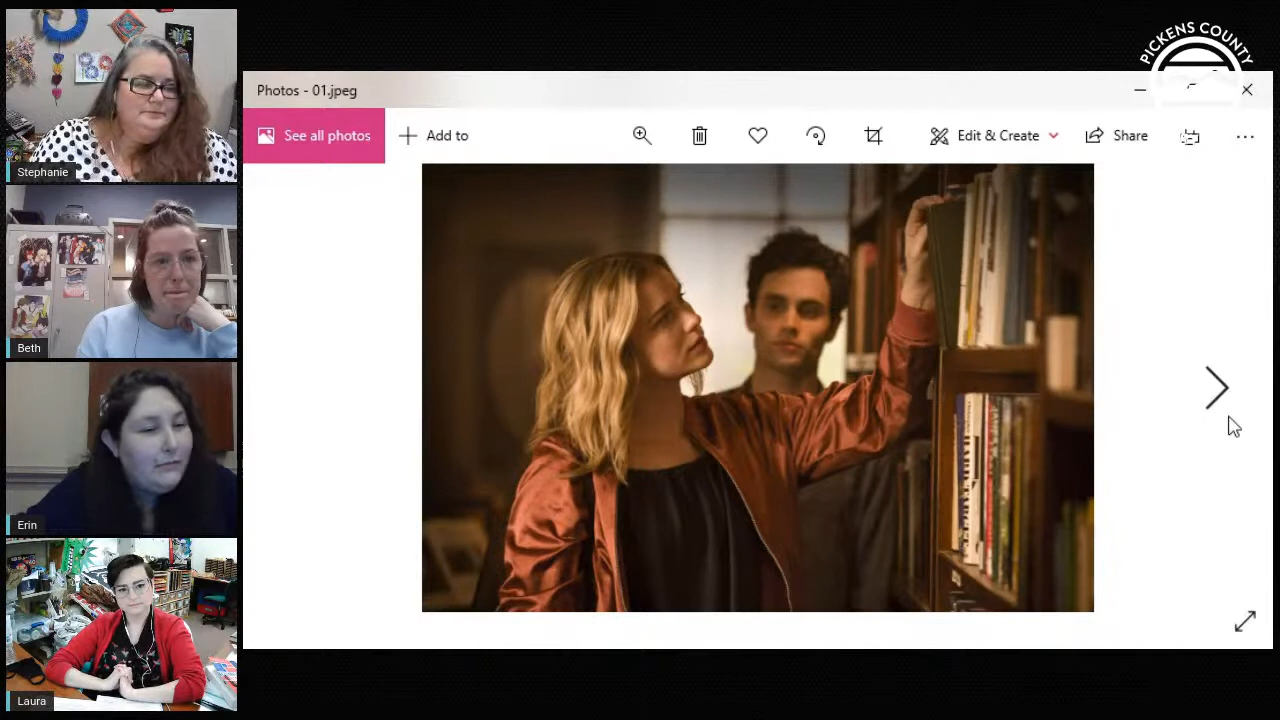 PICKENS COUNTY
Photos - 01.jpeg
See all photos
Add to
Edit & Create
Share
Stephanie
Beth
Erin
Laura